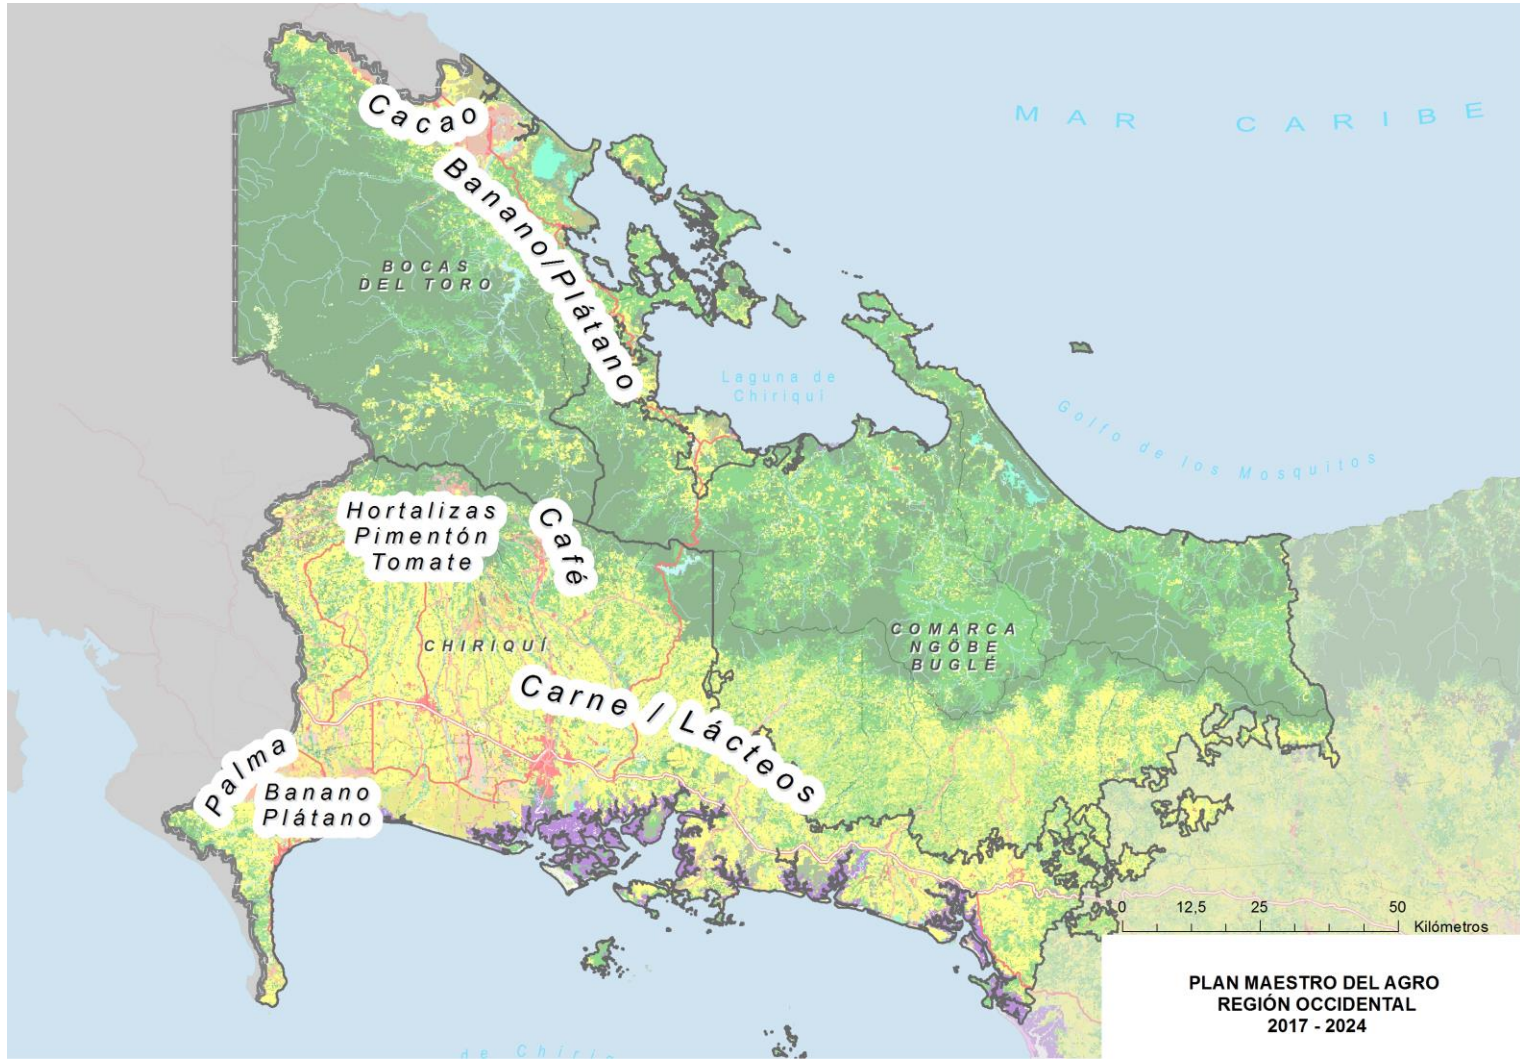 MAR CARIBE
Cacao
Banano/Plátano
BOCAS
DEL TORO
Laguna de
Chiriquí
Golfo de los Mosquitos
Hortalizas
Pimentón
Tomate
Café
CHIRIQUÍ
COMARCA
NGÖBE
BUGLÉ
Carne / Lácteos
Palma
Banano
Plátano
0 12,5 25 50
Kilómetros
PLAN MAESTRO DEL AGRO
REGIÓN OCCIDENTAL
2017 - 2024